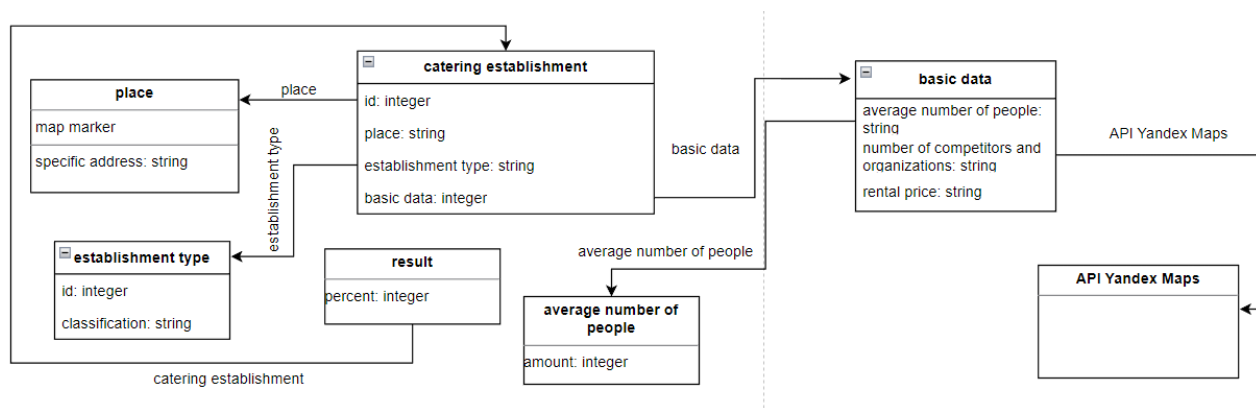 catering establishment
id: integer
place: string
establishment type: string
basic data: integer
place
map marker
specific address: string
place
establishment type
establishment type
id: integer
classification: string
result
percent: integer
catering establishment
basic data
basic data
average number of people:
string
number of competitors and
organizations: string
rental price: string
average number of people
average number of
people
amount: integer
API Yandex Maps
API Yandex Maps